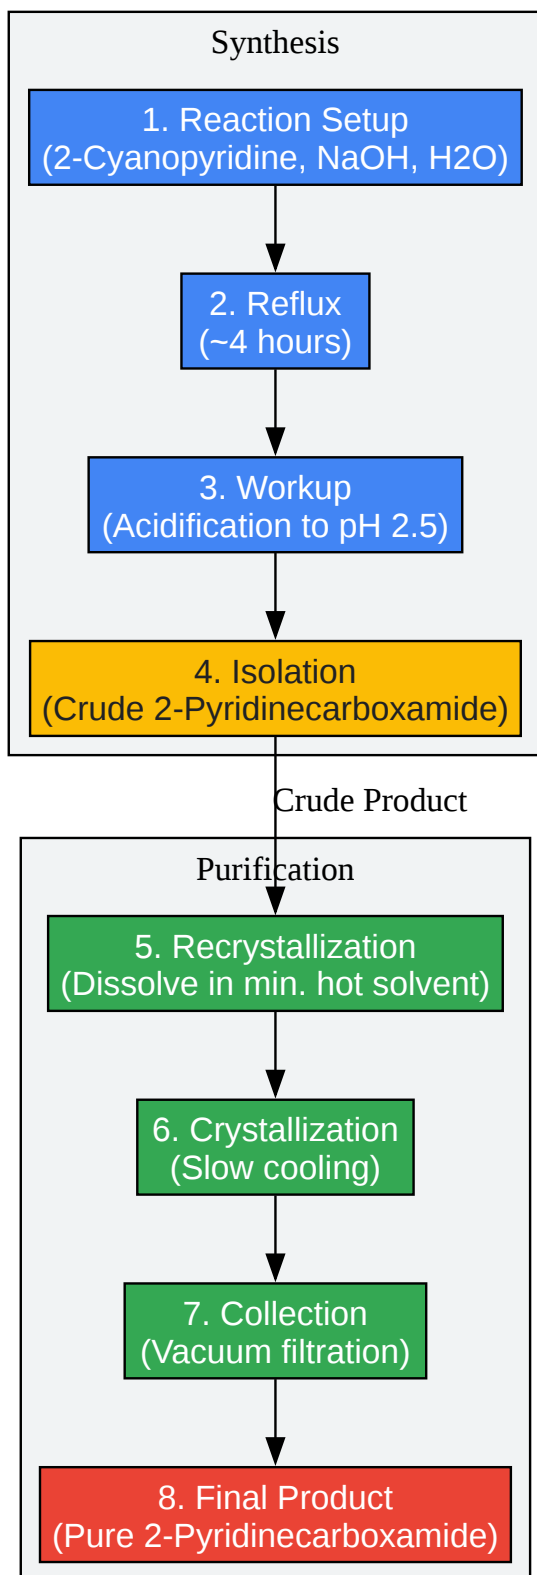 Synthesis
1. Reaction Setup
(2-Cyanopyridine, NaOH, H2O)
2. Reflux
(~4 hours)
3. Workup
(Acidification to pH 2.5)
4. Isolation
(Crude 2-Pyridinecarboxamide)
Crude Product
Purification
5. Recrystallization
(Dissolve in min. hot solvent)
6. Crystallization
(Slow cooling)
7. Collection
(Vacuum filtration)
8. Final Product
(Pure 2-Pyridinecarboxamide)